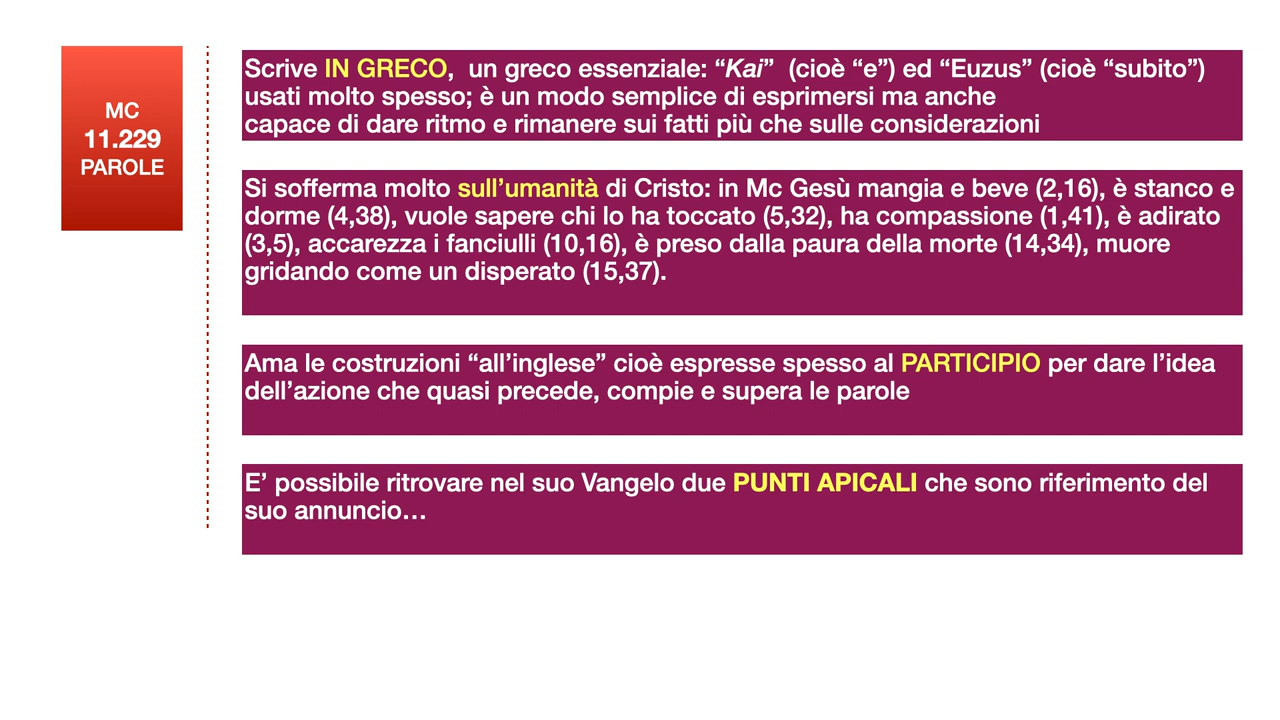 MC
11.229
PAROLE
Scrive IN GRECO,  un greco essenziale: “Kai”  (cioè “e”) ed “Euzus” (cioè “subito”)
usati molto spesso; è un modo semplice di esprimersi ma anche
capace di dare ritmo e rimanere sui fatti più che sulle considerazioni
Si sofferma molto sull’umanità di Cristo: in Mc Gesù mangia e beve (2,16), è stanco e
dorme (4,38), vuole sapere chi lo ha toccato (5,32), ha compassione (1,41), è adirato
(3,5), accarezza i fanciulli (10,16), è preso dalla paura della morte (14,34), muore
gridando come un disperato (15,37).
Ama le costruzioni “all’inglese” cioè espresse spesso al PARTICIPIO per dare l’idea
dell’azione che quasi precede, compie e supera le parole
E’ possibile ritrovare nel suo Vangelo due PUNTI APICALI che sono riferimento del
suo annuncio…